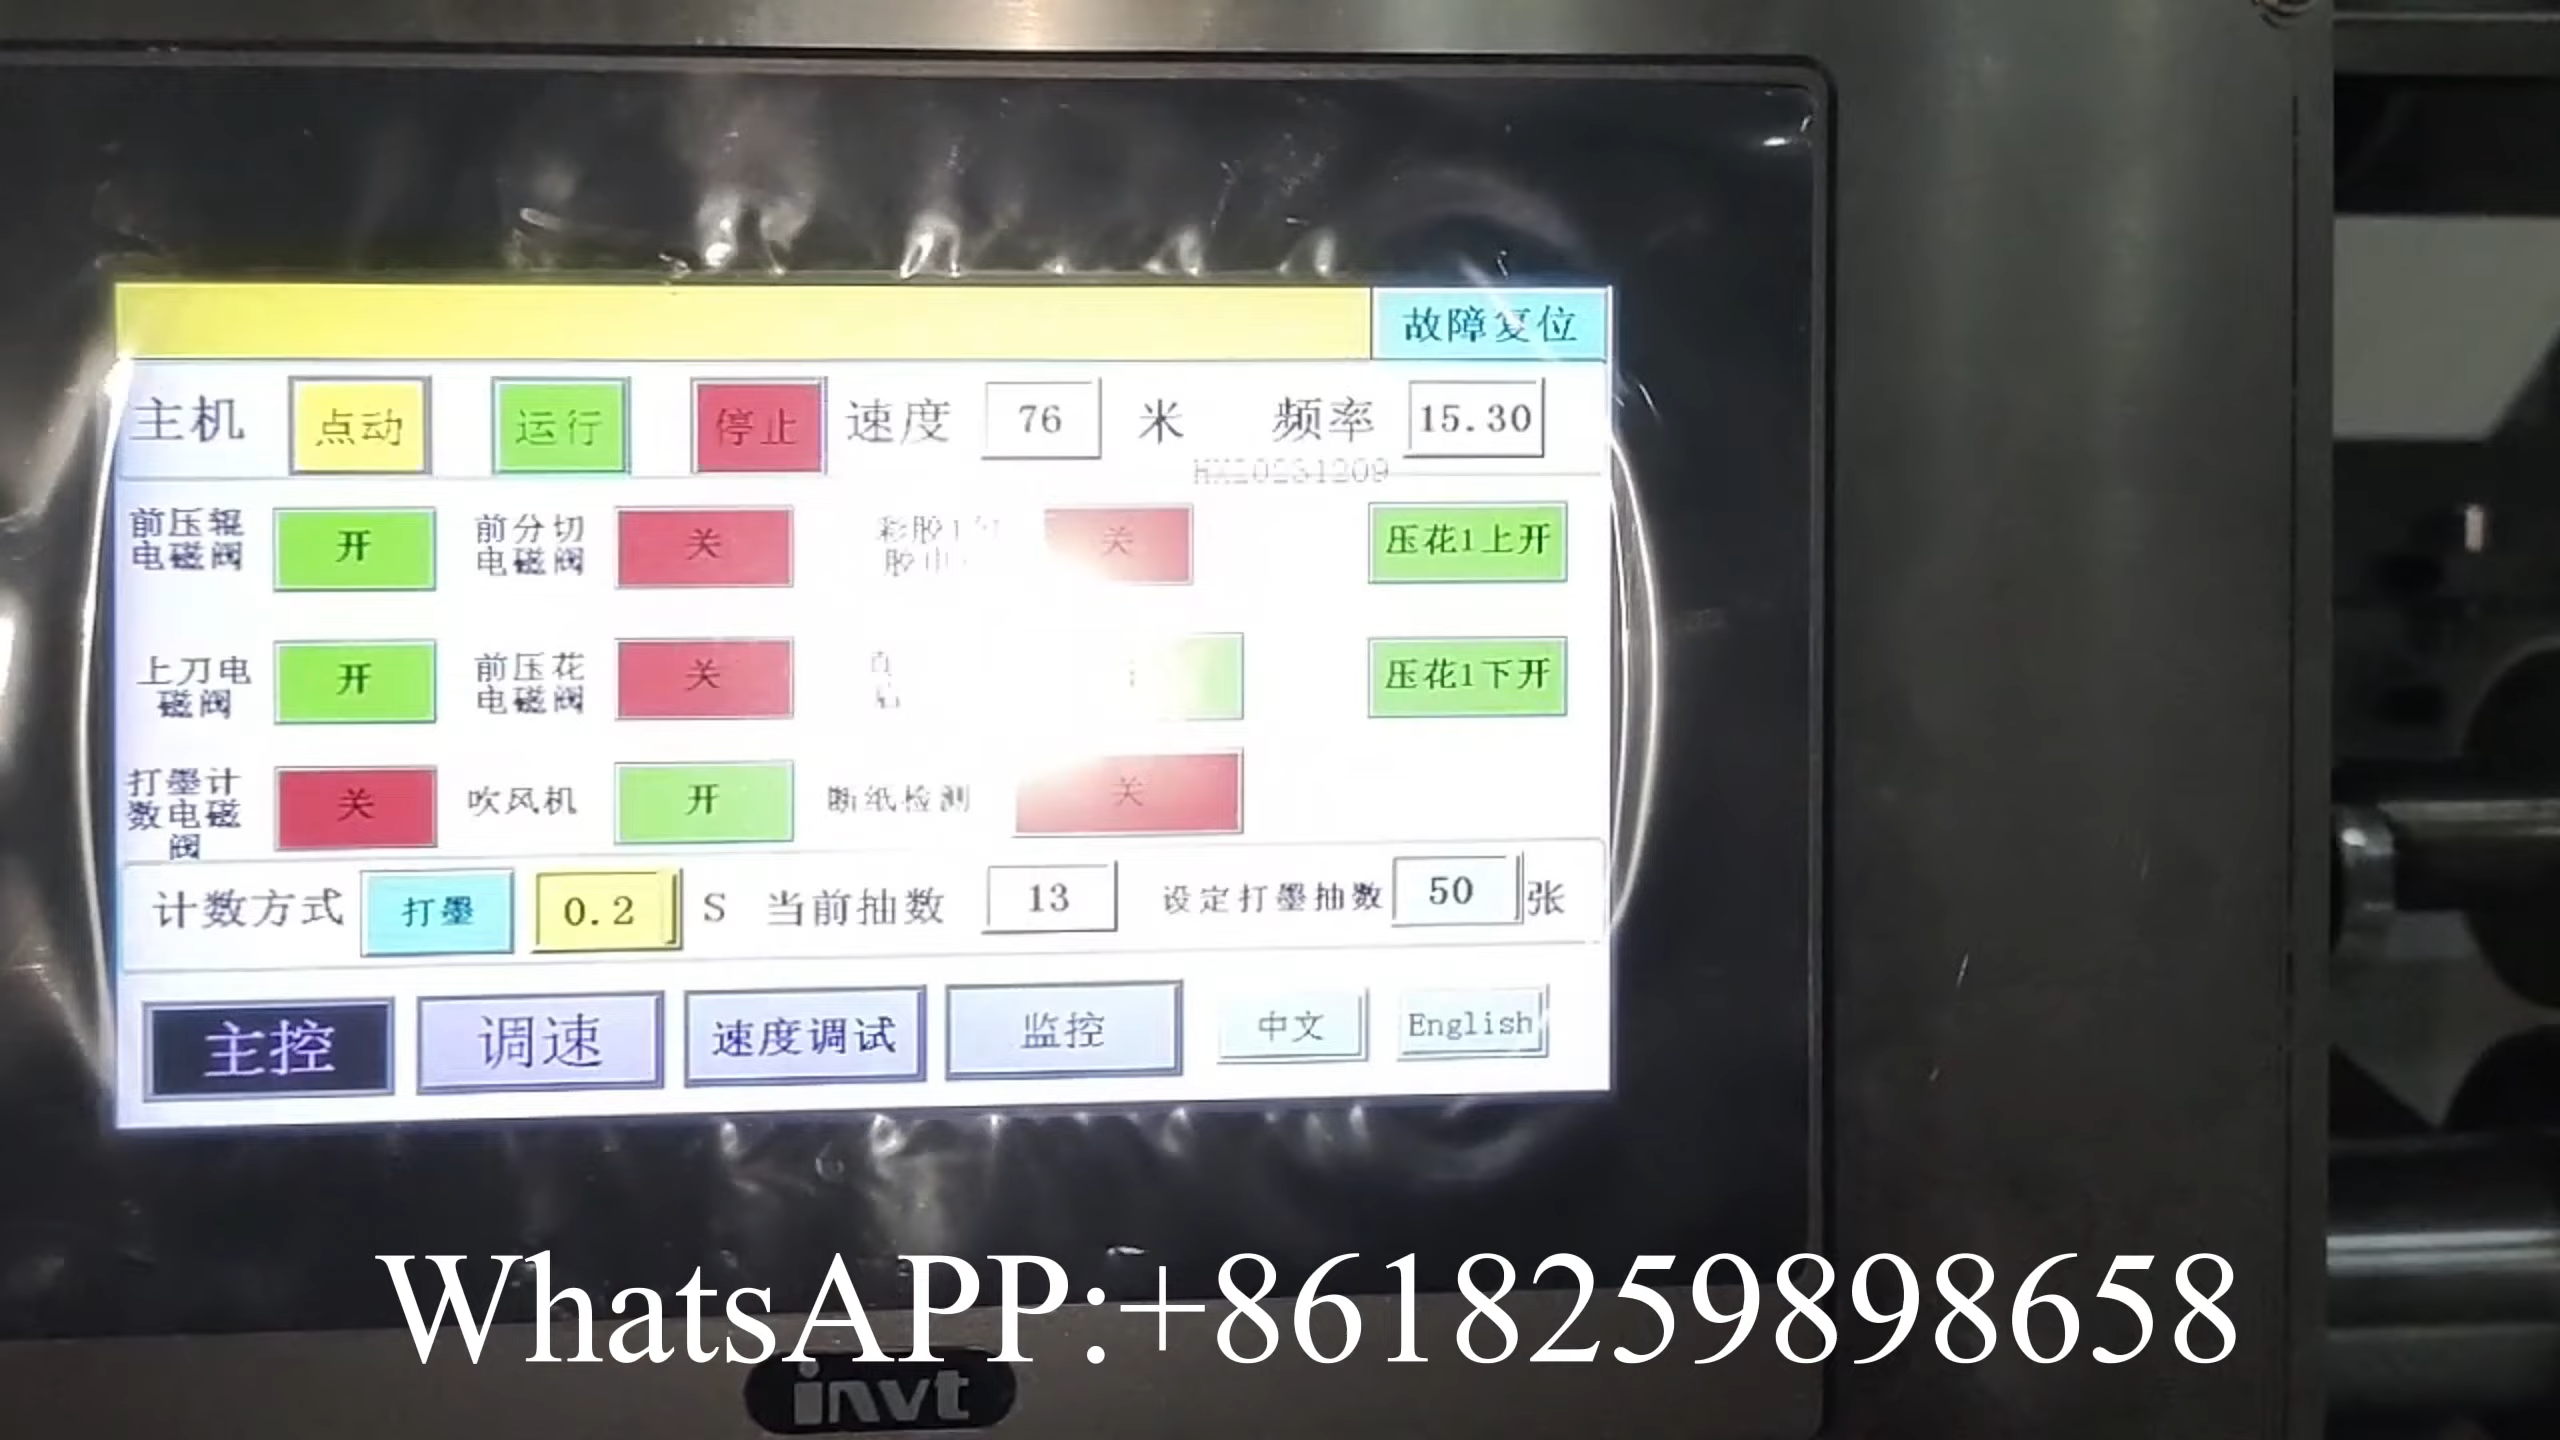 故障复位
主机 点动 运行 停止 速度 76 米 频率 15.30
前压辊
电磁阀
开
前分切
电磁阀
关
彩胶1
关
压花1上开
上刀电
磁阀
开
前压花
电磁阀
关
压花1下开
打墨计
数电磁
阀
关
吹风机
开
断纸检测
关
计数方式 打墨 0.2 S 当前抽数 13 设定打墨抽数 50 张
主控 调速 速度调试 监控 中文 English
WhatsAPP:+8618259898658
invt